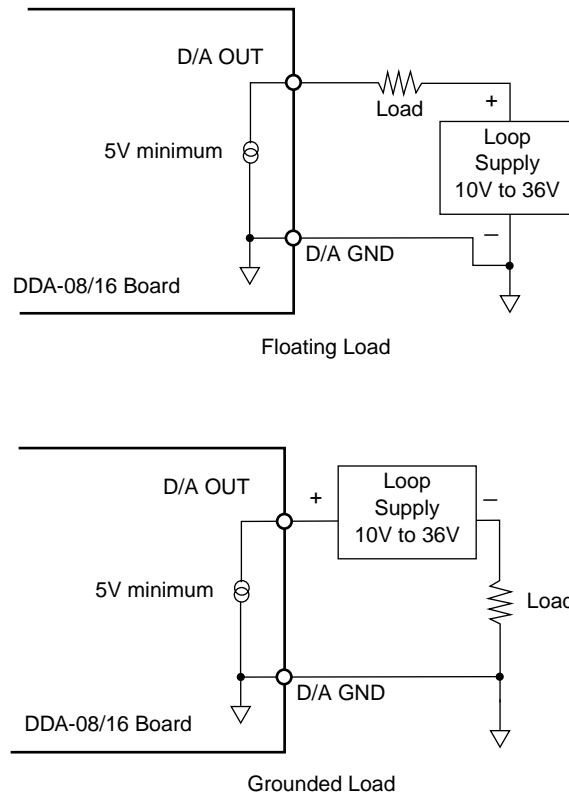 D/A OUT
Load
+
5V minimum
Loop
Supply
10V to 36V
–
D/A GND
DDA-08/16 Board
Floating Load
D/A OUT
+
Loop
Supply
10V to 36V
–
5V minimum
Load
D/A GND
DDA-08/16 Board
Grounded Load